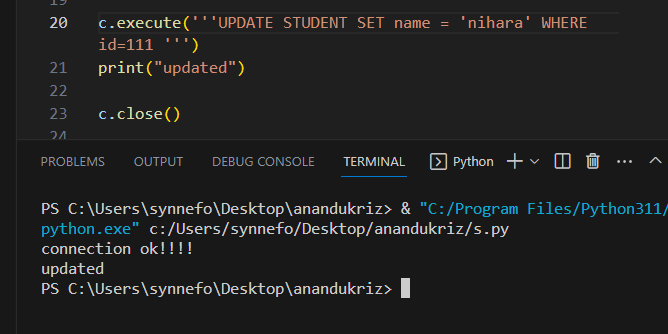 20 c.execute('''UPDATE STUDENT SET name = 'nihara' WHERE
id=111 ''')
21 print("updated")
22
23 c.close()
24
PROBLEMS OUTPUT DEBUG CONSOLE TERMINAL Python
PS C:\Users\synnefo\Desktop\anandukriz> & "C:/Program Files/Python311/
python.exe" c:/Users/synnefo/Desktop/anandukriz/s.py
connection ok!!!!
updated
PS C:\Users\synnefo\Desktop\anandukriz>